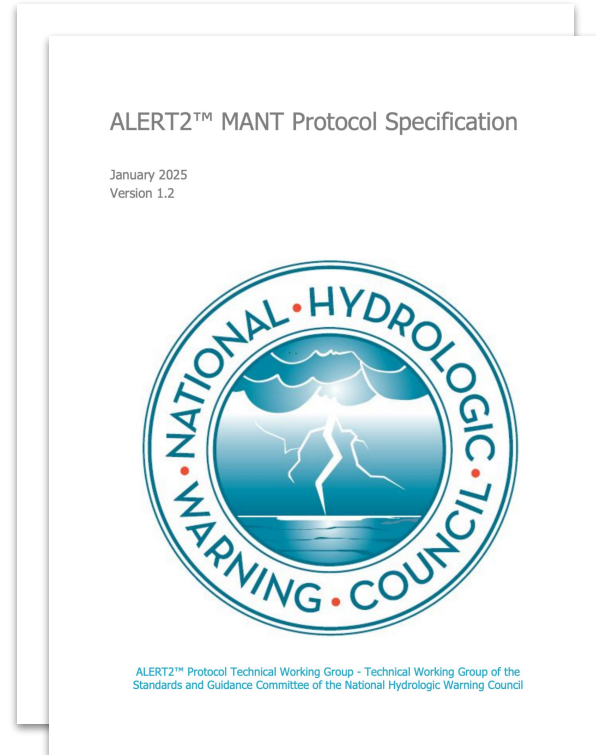 ALERT2™ MANT Protocol Specification
January 2025
Version 1.2
NATIONAL • HYDROLOGIC • WARNING • COUNCIL •
ALERT2™ Protocol Technical Working Group - Technical Working Group of the
Standards and Guidance Committee of the National Hydrologic Warning Council